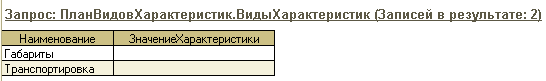 Запрос: ПланВидовХарактеристик.ВидыХарактеристик (Записей в результате: 2)
Наименование ЗначениеХарактеристики
Габариты
Транспортировка